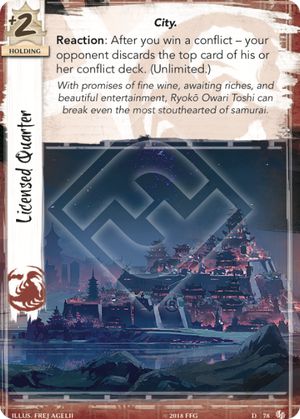 +2
HOLDING
City.
Reaction: After you win a conflict – your
opponent discards the top card of his or
her conflict deck. (Unlimited.)
With promises of fine wine, awaiting riches, and
beautiful entertainment, Ryokō Owari Toshi can
break even the most stouthearted of samurai.
Licensed Quarter
ILLUS. FREJ AGELII
© 2018 FFG
D 78